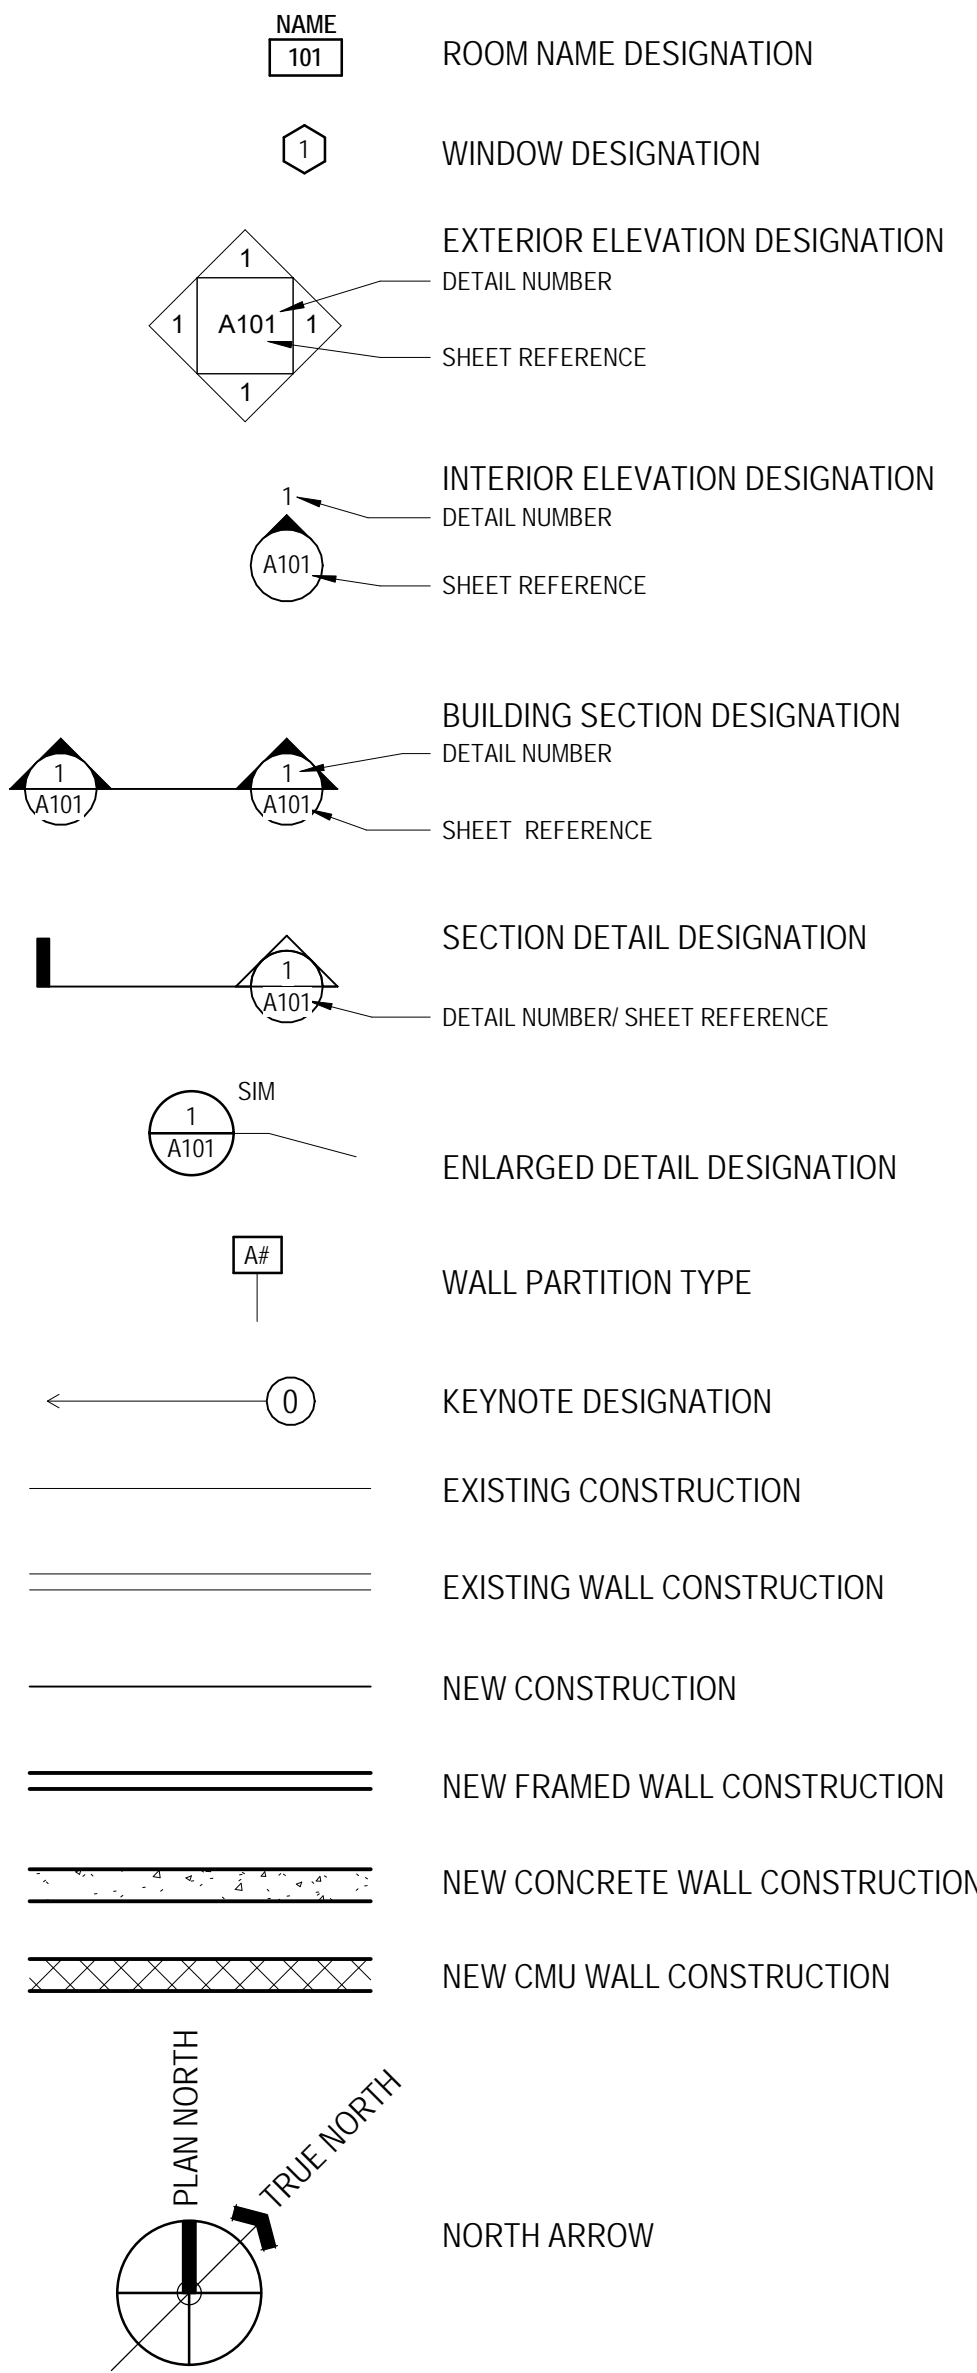 NAME
101
ROOM NAME DESIGNATION
1
WINDOW DESIGNATION
EXTERIOR ELEVATION DESIGNATION
1
DETAIL NUMBER
1
A101
1
SHEET REFERENCE
1
INTERIOR ELEVATION DESIGNATION
1
DETAIL NUMBER
A101
SHEET REFERENCE
BUILDING SECTION DESIGNATION
DETAIL NUMBER
1
1
A101
A101
SHEET REFERENCE
SECTION DETAIL DESIGNATION
1
A101
DETAIL NUMBER/ SHEET REFERENCE
SIM
1
A101
ENLARGED DETAIL DESIGNATION
A#
WALL PARTITION TYPE
0
KEYNOTE DESIGNATION
EXISTING CONSTRUCTION
EXISTING WALL CONSTRUCTION
NEW CONSTRUCTION
NEW FRAMED WALL CONSTRUCTION
NEW CONCRETE WALL CONSTRUCTION
NEW CMU WALL CONSTRUCTION
PLAN NORTH
TRUE NORTH
NORTH ARROW